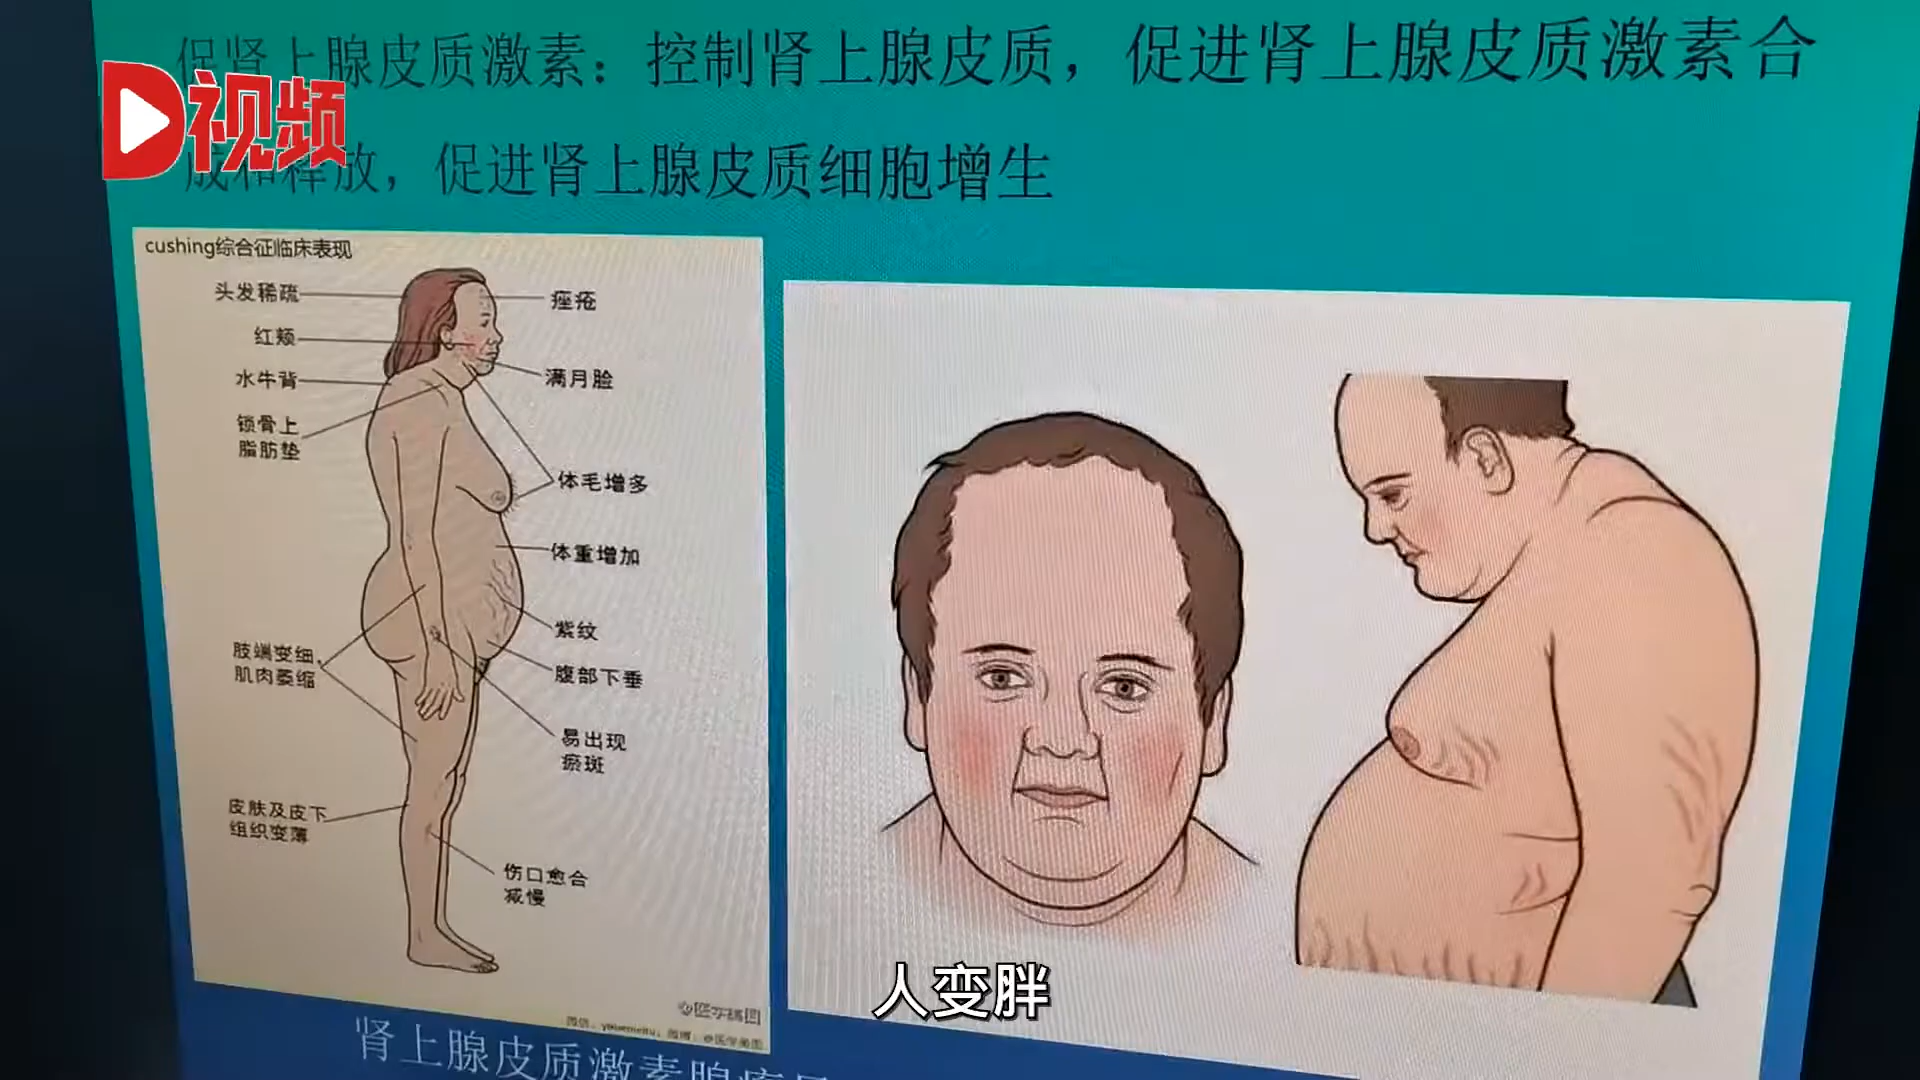 促肾上腺皮质激素：控制肾上腺皮质，促进肾上腺皮质激素合
成和释放，促进肾上腺皮质细胞增生
视频
cushing综合征临床表现
头发稀疏
痤疮
红颊
水牛背
满月脸
锁骨上
脂肪垫
体毛增多
体重增加
紫纹
肢端变细，
肌肉萎缩
腹部下垂
易出现
瘀斑
皮肤及皮下
组织变薄
伤口愈合
减慢
人变胖
肾上腺皮质激素腺